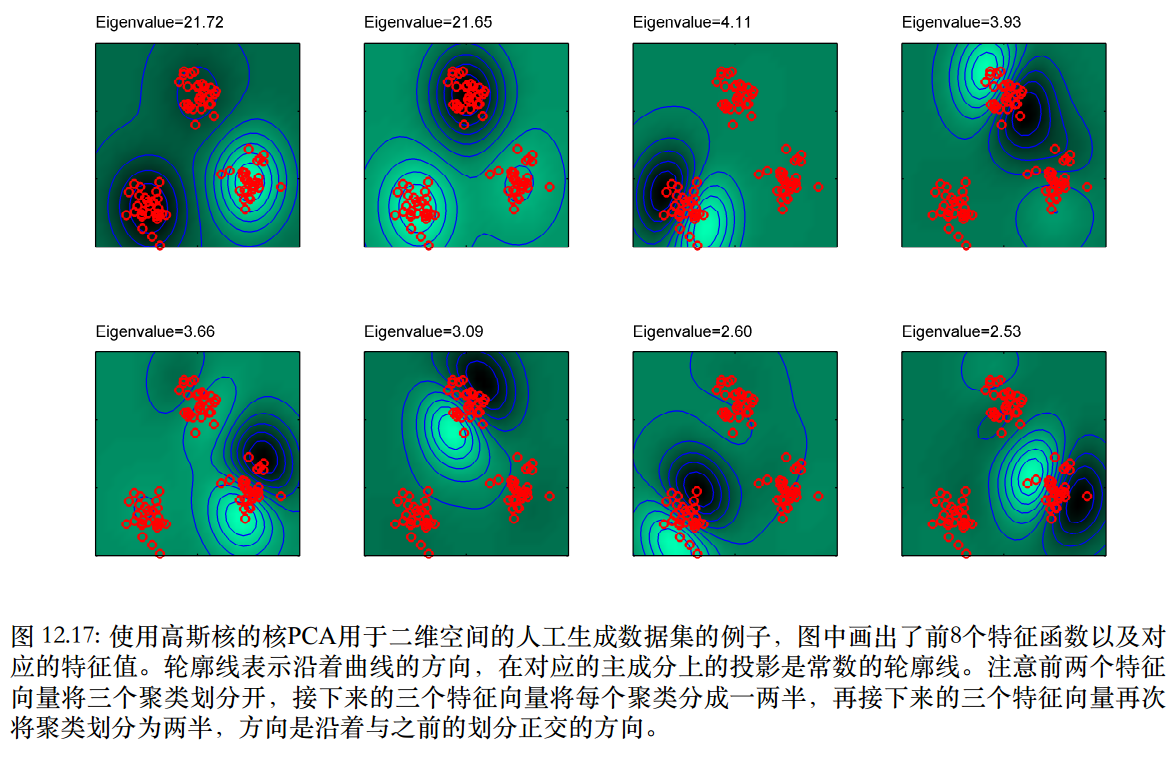 Eigenvalue=21.72
Eigenvalue=21.65
Eigenvalue=4.11
Eigenvalue=3.93
Eigenvalue=3.66
Eigenvalue=3.09
Eigenvalue=2.60
Eigenvalue=2.53
图 12.17: 使用高斯核的核PCA用于二维空间的人工生成数据集的例子，图中画出了前8个特征函数以及对
应的特征值。轮廓线表示沿着曲线的方向，在对应的主成分上的投影是常数的轮廓线。注意前两个特征
向量将三个聚类划分开，接下来的三个特征向量将每个聚类分成一两半，再接下来的三个特征向量再次
将聚类划分为两半，方向是沿着与之前的划分正交的方向。